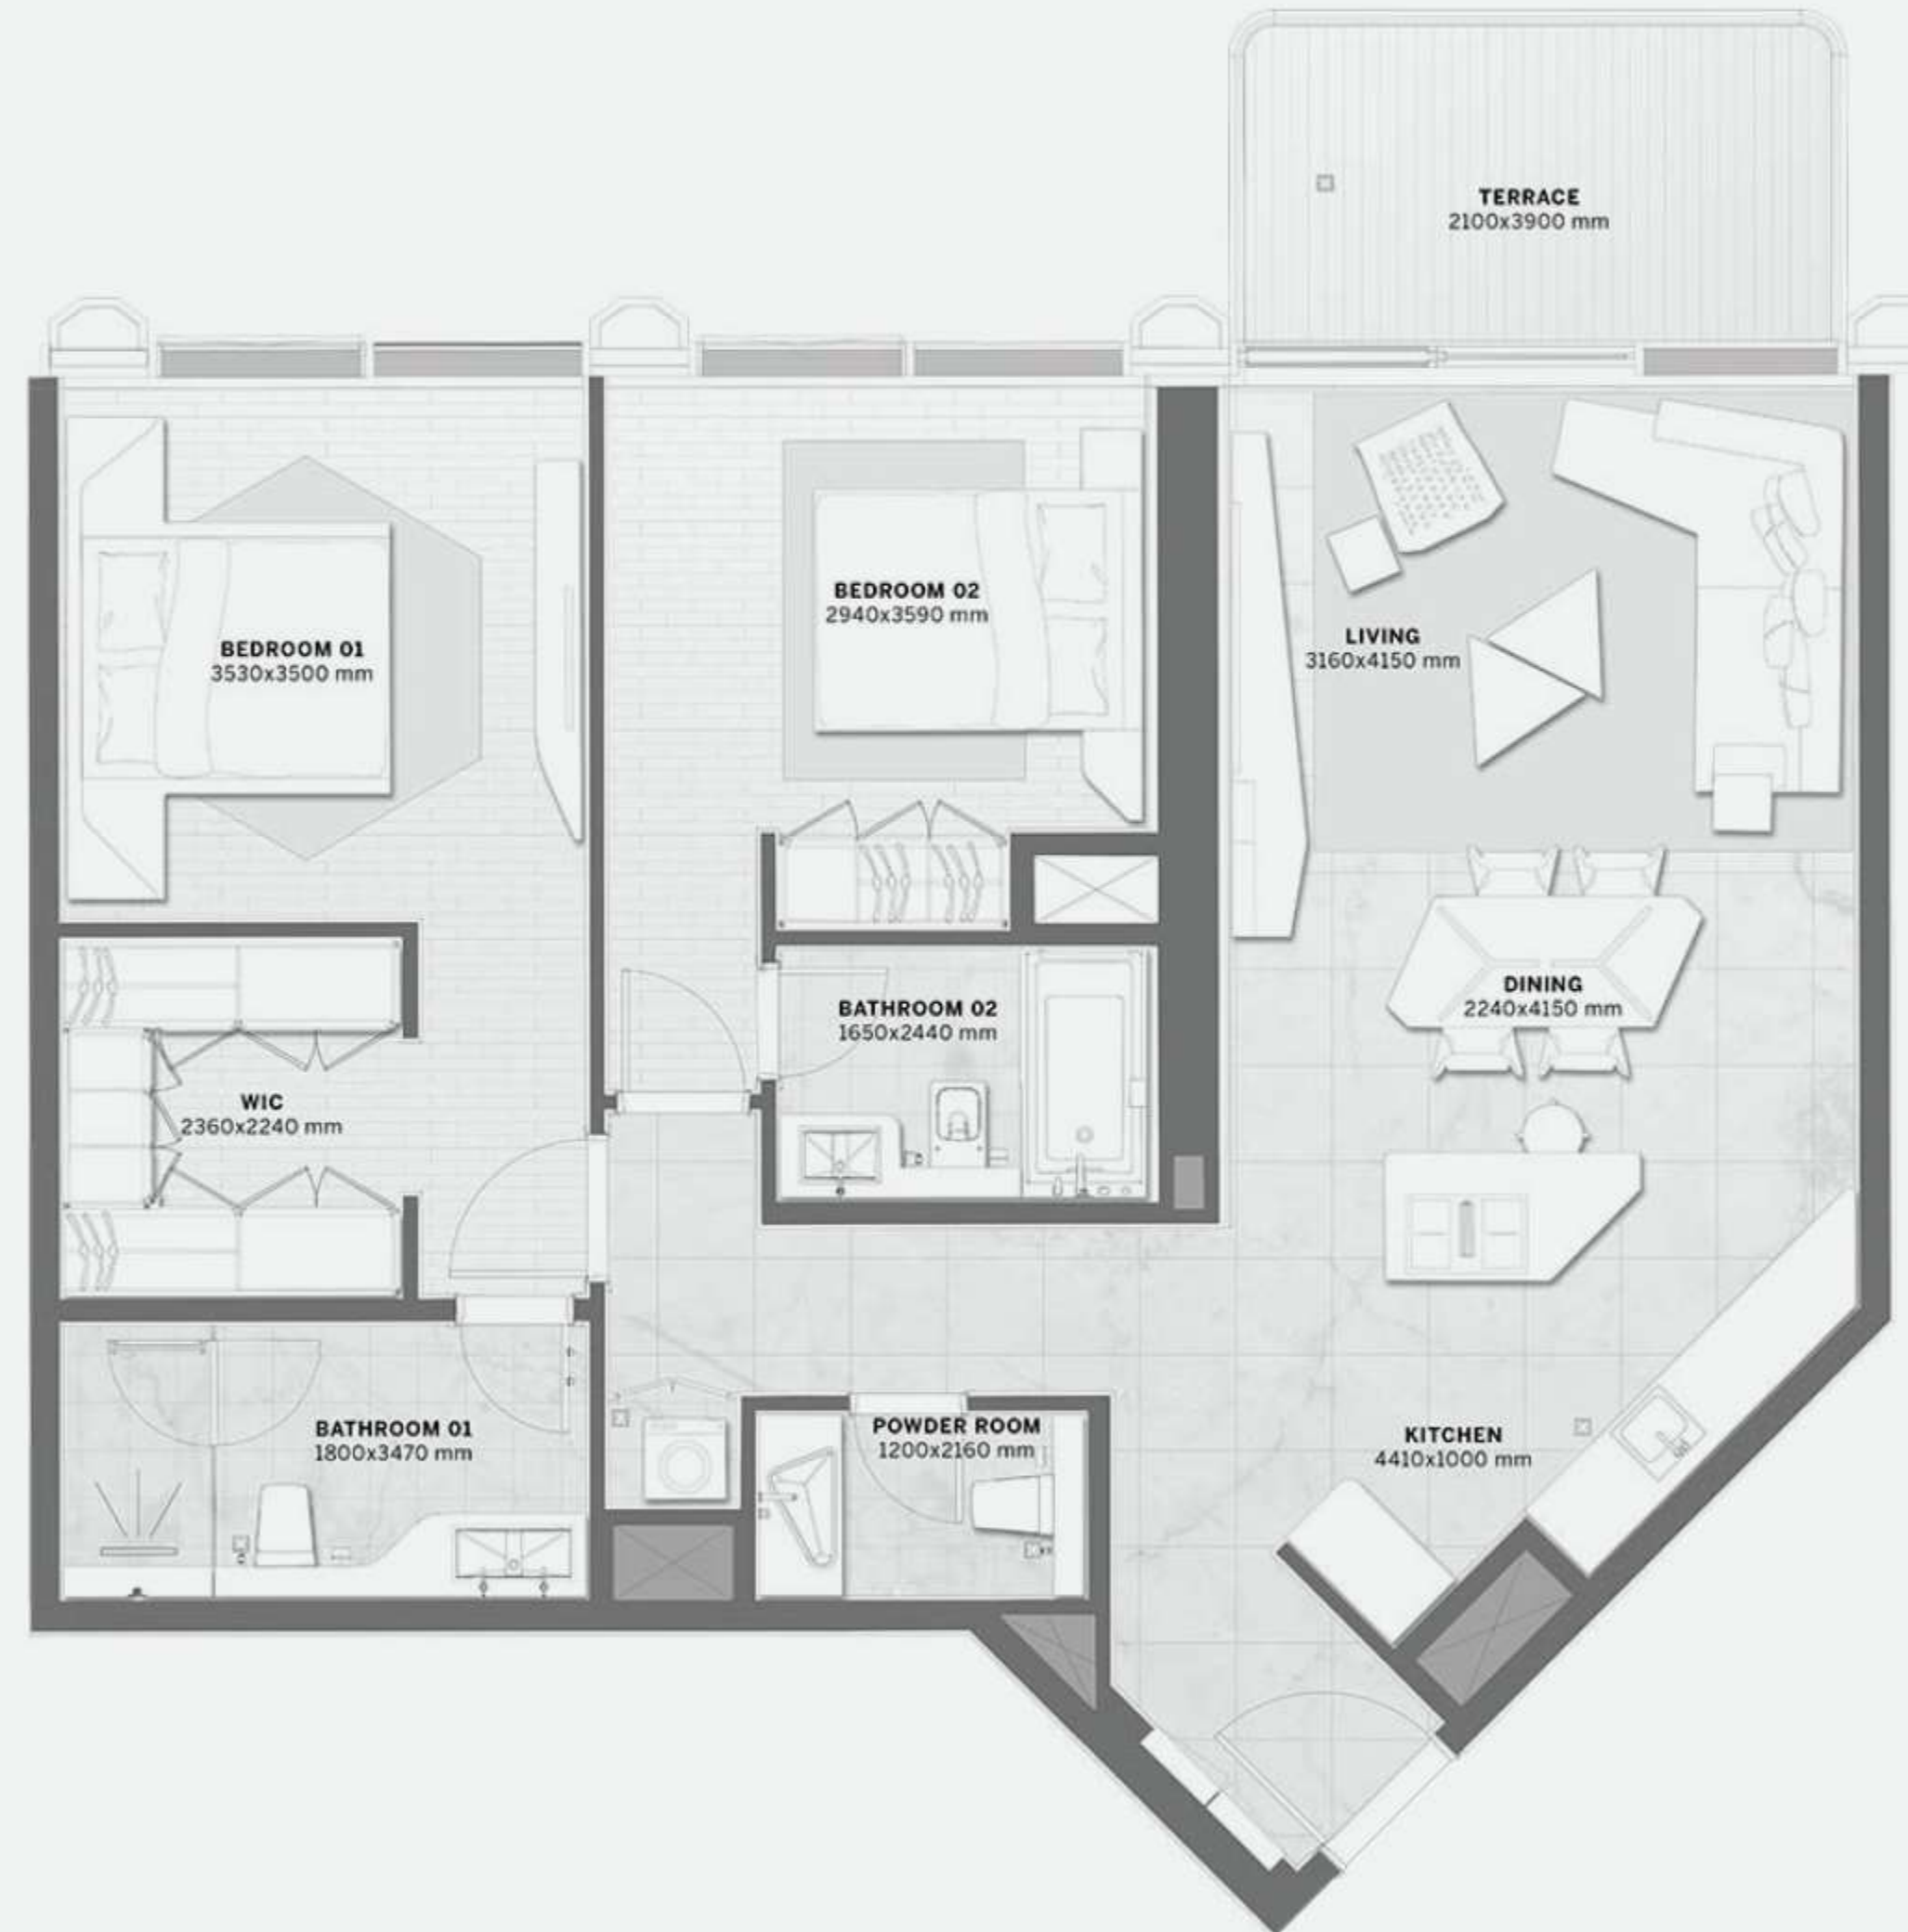 TERRACE
2100x3900 mm
BEDROOM 02
2940x3590 mm
BEDROOM 01
3530x3500 mm
LIVING
3160x4150 mm
DINING
2240x4150 mm
BATHROOM 02
1650x2440 mm
WIC
2360x2240 mm
BATHROOM 01
1800x3470 mm
POWDER ROOM
1200x2160 mm
KITCHEN
4410x1000 mm